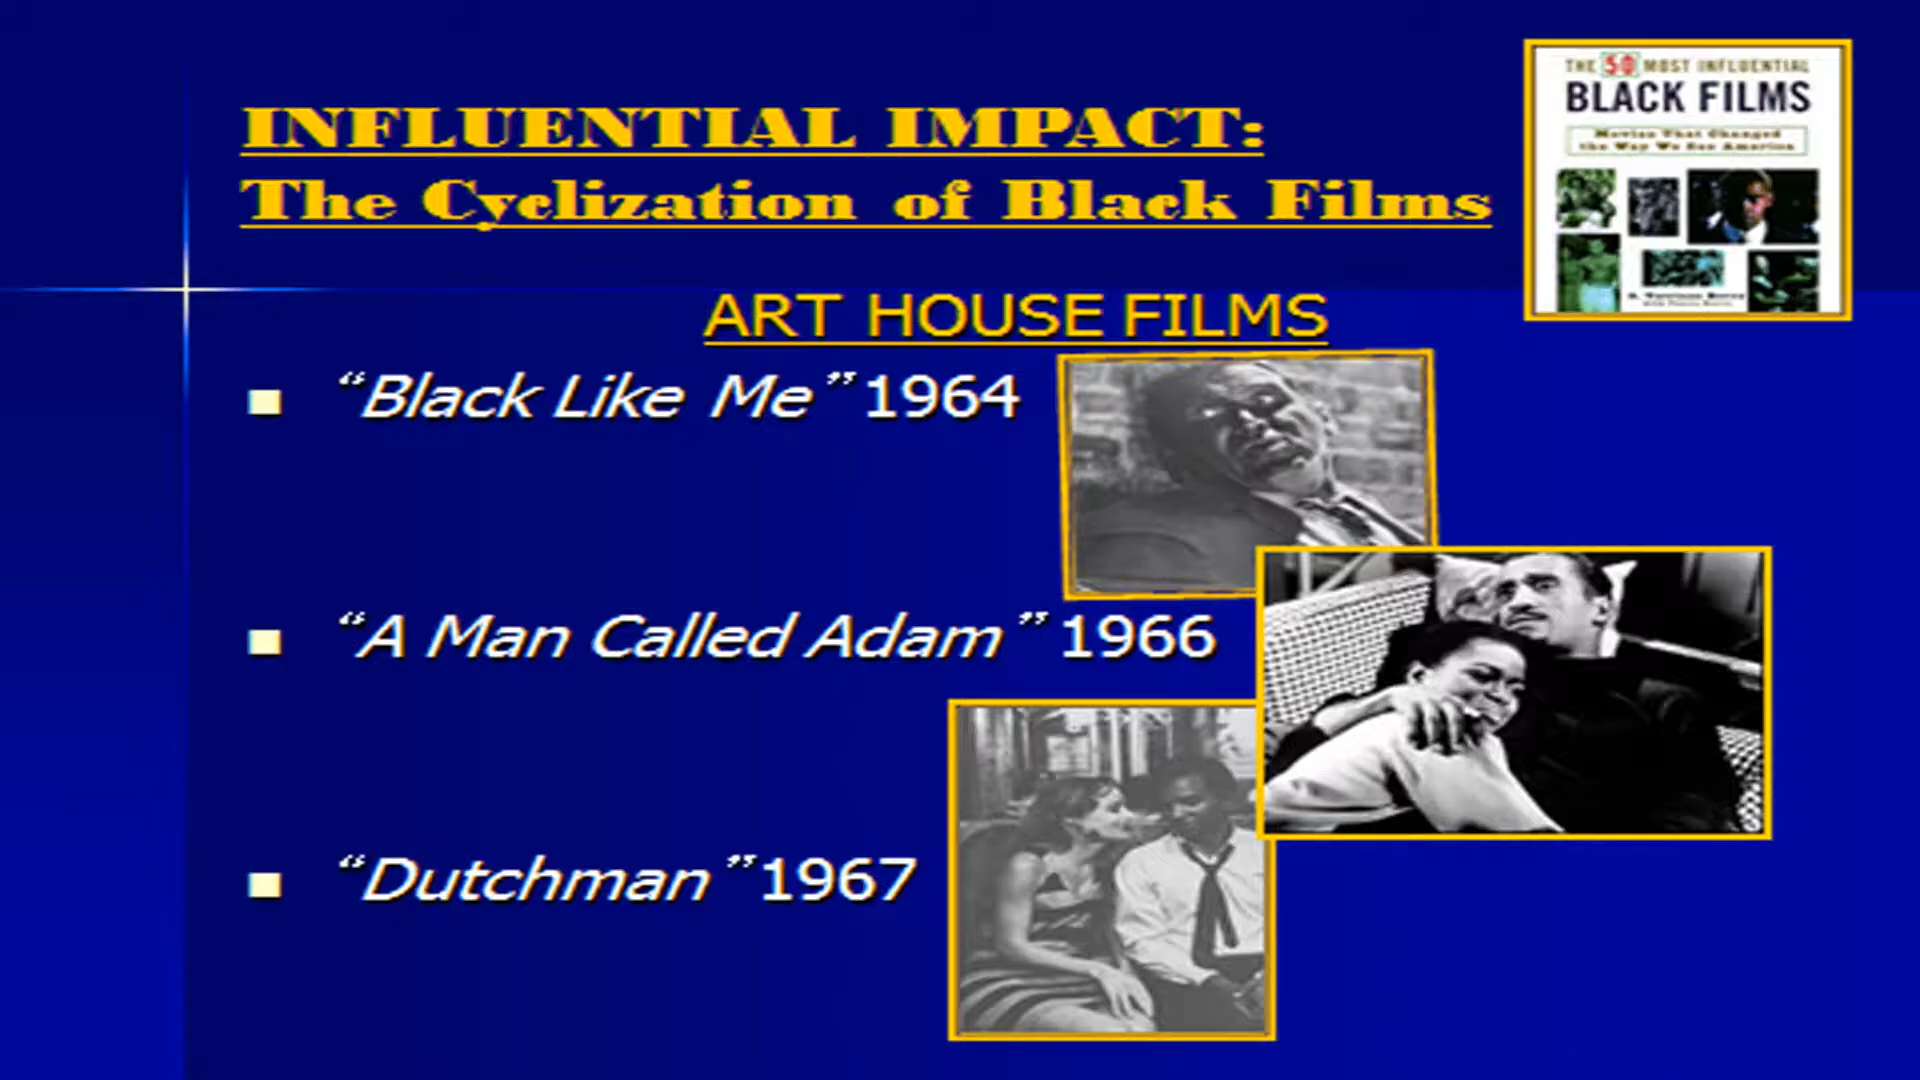 INFLUENTIAL IMPACT:
The Cyclization of Black Films
THE 50 MOST INFLUENTIAL
BLACK FILMS
Movies That Changed
the Way We See America
ART HOUSE FILMS
“Black Like Me” 1964
“A Man Called Adam” 1966
“Dutchman” 1967